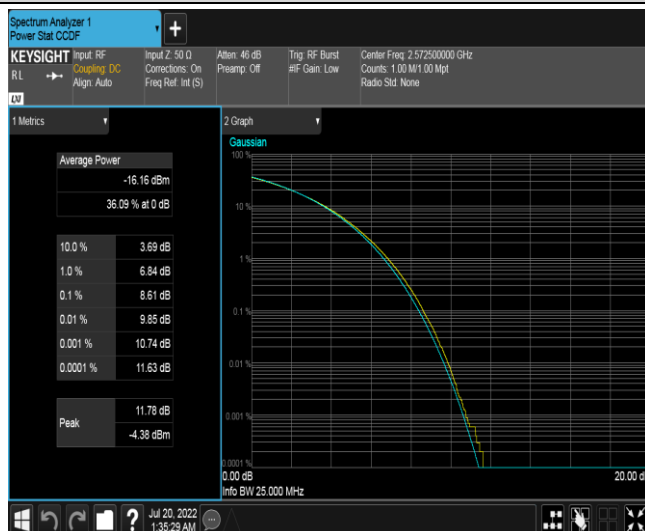 Spectrum Analyzer 1
Power Stat CCDF
+
KEYSIGHT
RL
LXI
Input: RF
Coupling: DC
Align: Auto
Input Z: 50 Ω
Corrections: On
Freq Ref: Int (S)
Atten: 46 dB
Preamp: Off
Trig: RF Burst
#IF Gain: Low
Center Freq: 2.572500000 GHz
Counts: 1.00 M/1.00 Mpt
Radio Std: None
1 Metrics
Average Power
-16.16 dBm
36.09 % at 0 dB
10.0 % 3.69 dB
1.0 % 6.84 dB
0.1 % 8.61 dB
0.01 % 9.85 dB
0.001 % 10.74 dB
0.0001 % 11.63 dB
Peak
11.78 dB
-4.38 dBm
2 Graph
Gaussian
100 %
10 %
1 %
0.1 %
0.01 %
0.001 %
0.0001 %
0.00 dB
20.00 d
Info BW 25.000 MHz
?
Jul 20, 2022
1:35:29 AM